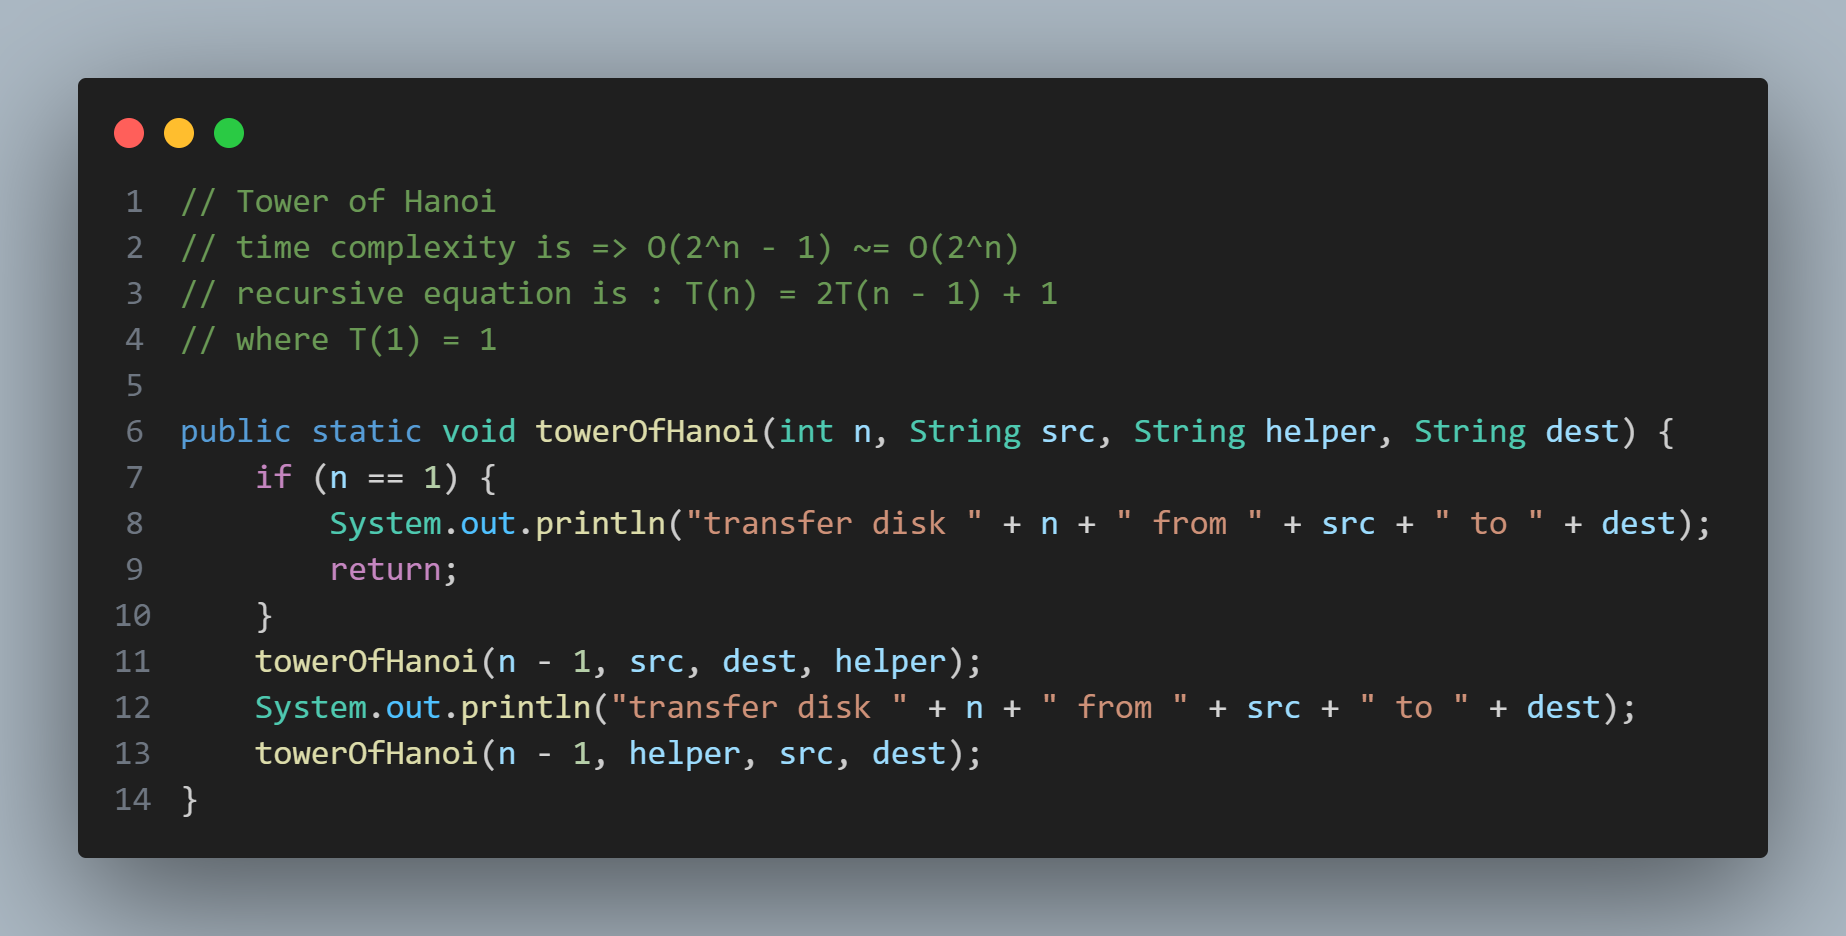 1 // Tower of Hanoi
2 // time complexity is => O(2^n - 1) ~= O(2^n)
3 // recursive equation is : T(n) = 2T(n - 1) + 1
4 // where T(1) = 1
5
6 public static void towerOfHanoi(int n, String src, String helper, String dest) {
7     if (n == 1) {
8         System.out.println("transfer disk " + n + " from " + src + " to " + dest);
9         return;
10     }
11     towerOfHanoi(n - 1, src, dest, helper);
12     System.out.println("transfer disk " + n + " from " + src + " to " + dest);
13     towerOfHanoi(n - 1, helper, src, dest);
14 }